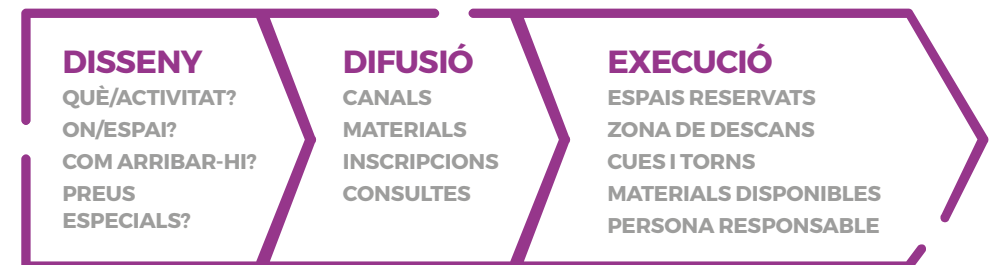 DISSENY
QUÈ/ACTIVITAT?
ON/ESPAI?
COM ARRIBAR-HI?
PREUS
ESPECIALS?
DIFUSIÓ
CANALS
MATERIALS
INSCRIPCIONS
CONSULTES
EXECUCIÓ
ESPAIS RESERVATS
ZONA DE DESCANS
CUES I TORNS
MATERIALS DISPONIBLES
PERSONA RESPONSABLE